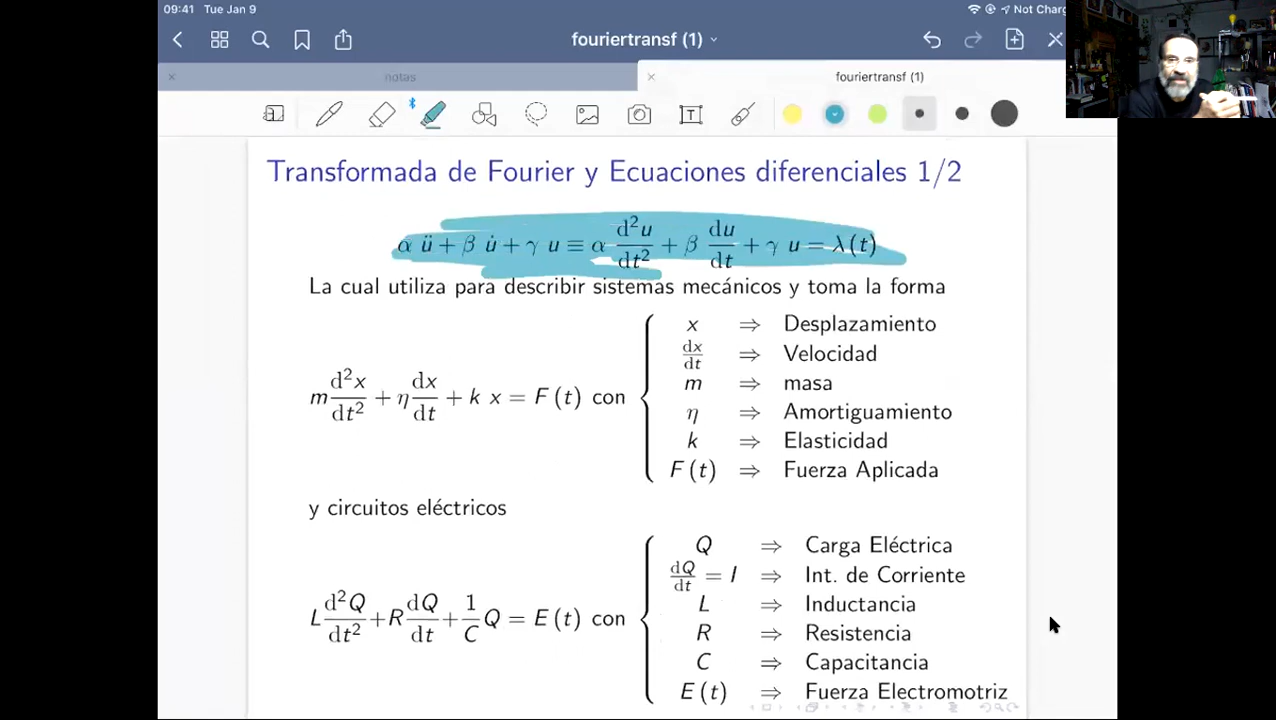 09:41 Tue Jan 9
Not Charg
fouriertransf (1)
notas
fouriertransf (1)
Transformada de Fourier y Ecuaciones diferenciales 1/2
α ü + β u̇ + γ u ≡ α d²u/dt² + β du/dt + γ u = λ(t)
La cual utiliza para describir sistemas mecánicos y toma la forma
m d²x/dt² + η dx/dt + k x = F(t) con
x ⇒ Desplazamiento
dx/dt ⇒ Velocidad
m ⇒ masa
η ⇒ Amortiguamiento
k ⇒ Elasticidad
F(t) ⇒ Fuerza Aplicada
y circuitos eléctricos
L d²Q/dt² + R dQ/dt + 1/C Q = E(t) con
Q ⇒ Carga Eléctrica
dQ/dt = I ⇒ Int. de Corriente
L ⇒ Inductancia
R ⇒ Resistencia
C ⇒ Capacitancia
E(t) ⇒ Fuerza Electromotriz